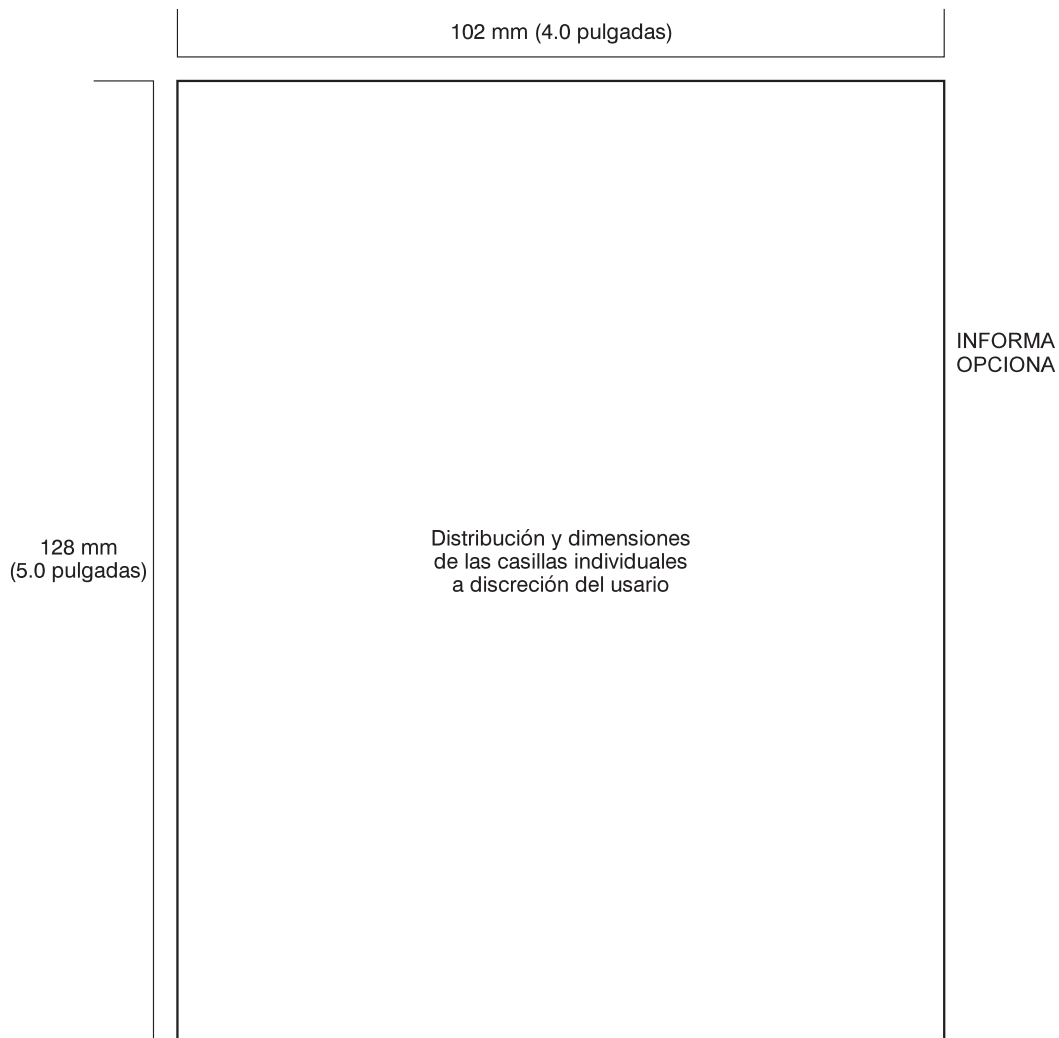 102 mm (4.0 pulgadas)
INFORMA
OPCIONA
128 mm
(5.0 pulgadas)
Distribución y dimensiones
de las casillas individuales
a discreción del usario